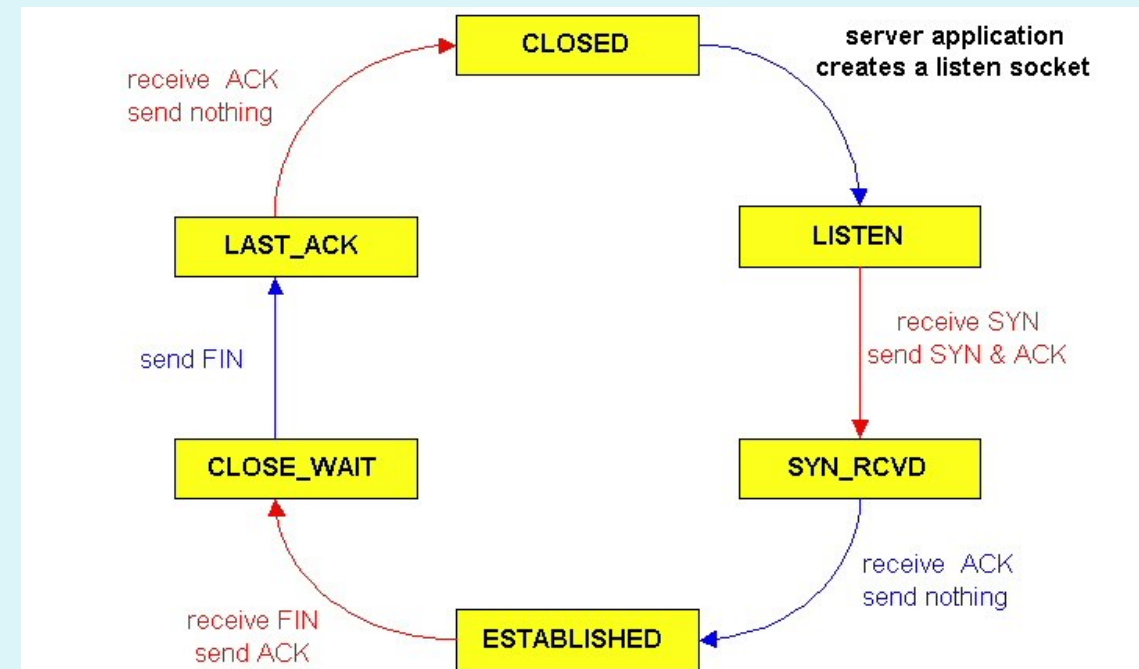 CLOSED
server application
creates a listen socket
receive ACK
send nothing
LAST_ACK
LISTEN
receive SYN
send SYN & ACK
send FIN
CLOSE_WAIT
SYN_RCVD
receive ACK
send nothing
receive FIN
send ACK
ESTABLISHED